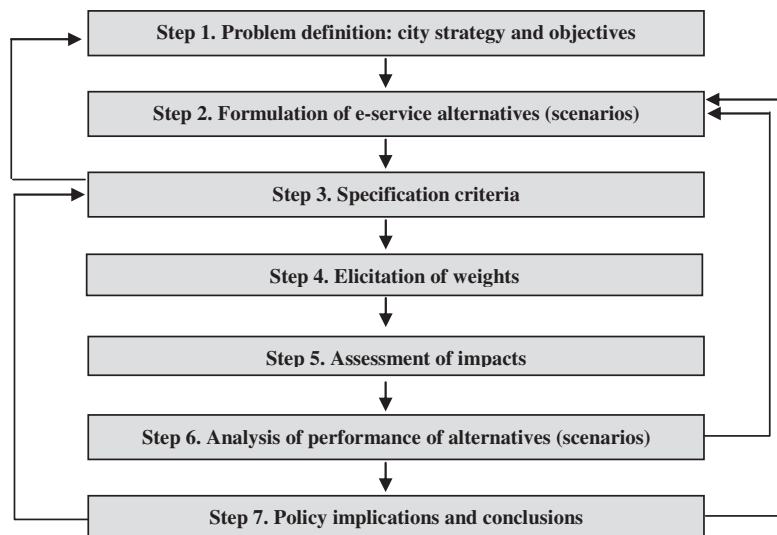 Step 1. Problem definition: city strategy and objectives
Step 2. Formulation of e-service alternatives (scenarios)
Step 3. Specification criteria
Step 4. Elicitation of weights
Step 5. Assessment of impacts
Step 6. Analysis of performance of alternatives (scenarios)
Step 7. Policy implications and conclusions